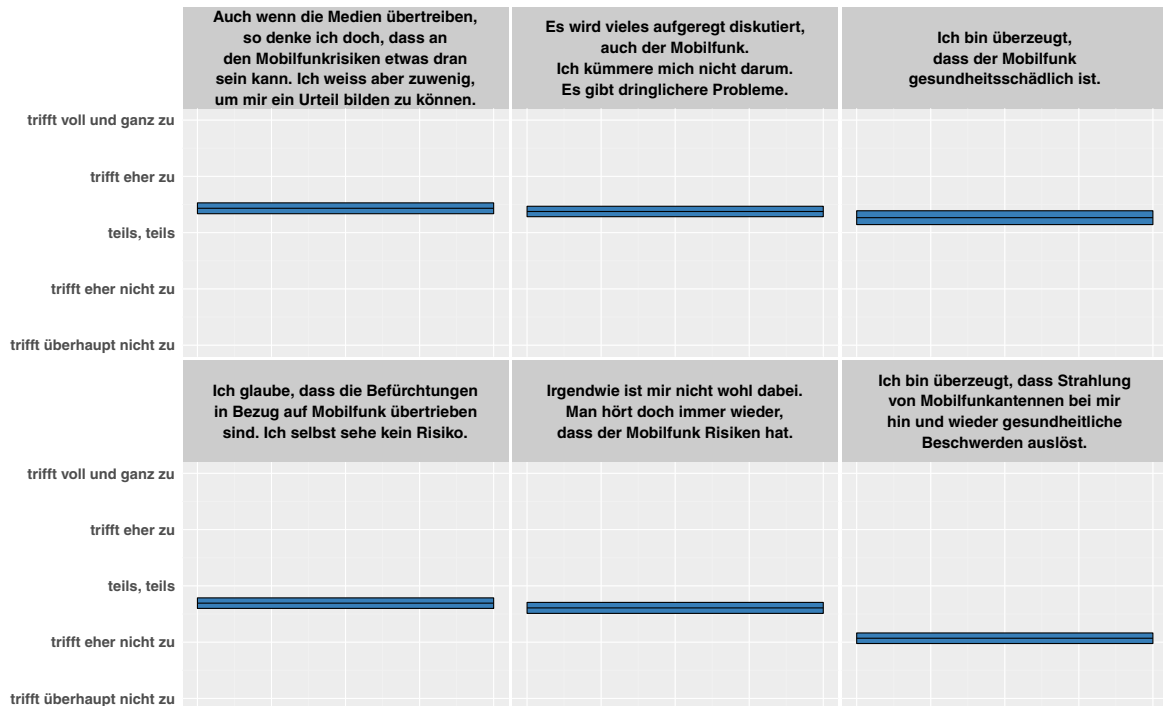 Auch wenn die Medien übertreiben,
so denke ich doch, dass an
den Mobilfunkrisiken etwas dran
sein kann. Ich weiss aber zuwenig,
um mir ein Urteil bilden zu können.
Es wird vieles aufgeregt diskutiert,
auch der Mobilfunk.
Ich kümmere mich nicht darum.
Es gibt dringlichere Probleme.
Ich bin überzeugt,
dass der Mobilfunk
gesundheitsschädlich ist.
trifft voll und ganz zu
trifft eher zu
teils, teils
trifft eher nicht zu
trifft überhaupt nicht zu
Ich glaube, dass die Befürchtungen
in Bezug auf Mobilfunk übertrieben
sind. Ich selbst sehe kein Risiko.
Irgendwie ist mir nicht wohl dabei.
Man hört doch immer wieder,
dass der Mobilfunk Risiken hat.
Ich bin überzeugt, dass Strahlung
von Mobilfunkantennen bei mir
hin und wieder gesundheitliche
Beschwerden auslöst.
trifft voll und ganz zu
trifft eher zu
teils, teils
trifft eher nicht zu
trifft überhaupt nicht zu